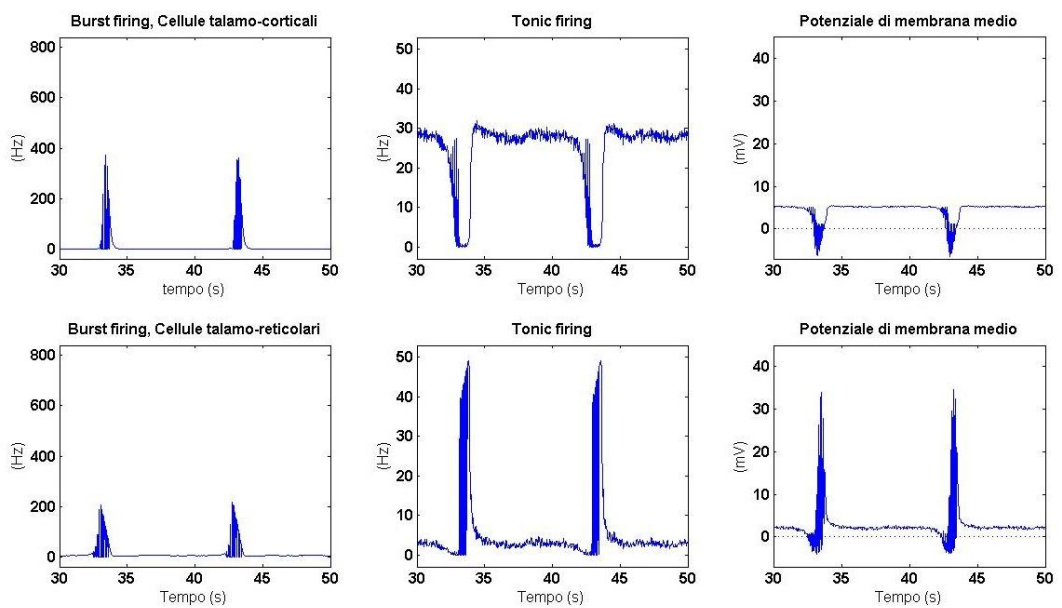 Burst firing, Cellule talamo-corticali
Tonic firing
Potenziale di membrana medio
800
600
400
200
0
(Hz)
30 35 40 45 50
tempo (s)
50
40
30
20
10
0
(Hz)
30 35 40 45 50
Tempo (s)
40
30
20
10
0
(mV)
30 35 40 45 50
Tempo (s)
Burst firing, Cellule talamo-reticolari
Tonic firing
Potenziale di membrana medio
800
600
400
200
0
(Hz)
30 35 40 45 50
Tempo (s)
50
40
30
20
10
0
(Hz)
30 35 40 45 50
Tempo (s)
40
30
20
10
0
(mV)
30 35 40 45 50
Tempo (s)